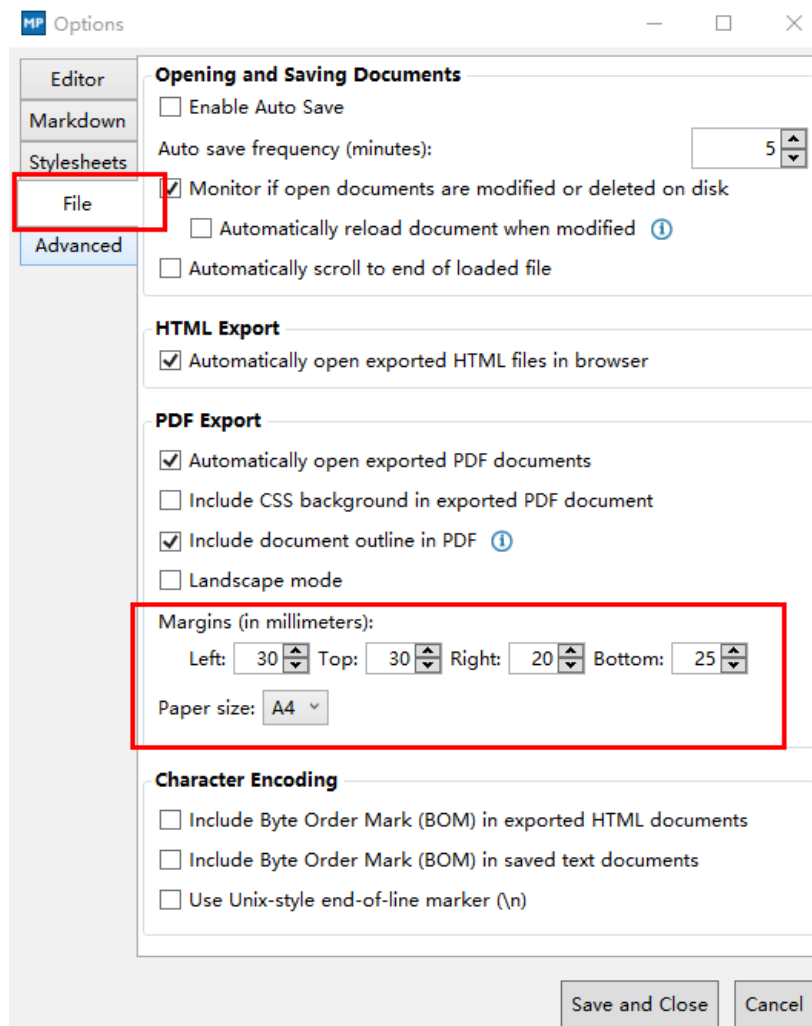 MP Options
Editor
Markdown
Stylesheets
File
Advanced
Opening and Saving Documents
Enable Auto Save
Auto save frequency (minutes): 5
Monitor if open documents are modified or deleted on disk
Automatically reload document when modified
Automatically scroll to end of loaded file
HTML Export
Automatically open exported HTML files in browser
PDF Export
Automatically open exported PDF documents
Include CSS background in exported PDF document
Include document outline in PDF
Landscape mode
Margins (in millimeters):
Left: 30 Top: 30 Right: 20 Bottom: 25
Paper size: A4
Character Encoding
Include Byte Order Mark (BOM) in exported HTML documents
Include Byte Order Mark (BOM) in saved text documents
Use Unix-style end-of-line marker (\n)
Save and Close Cancel